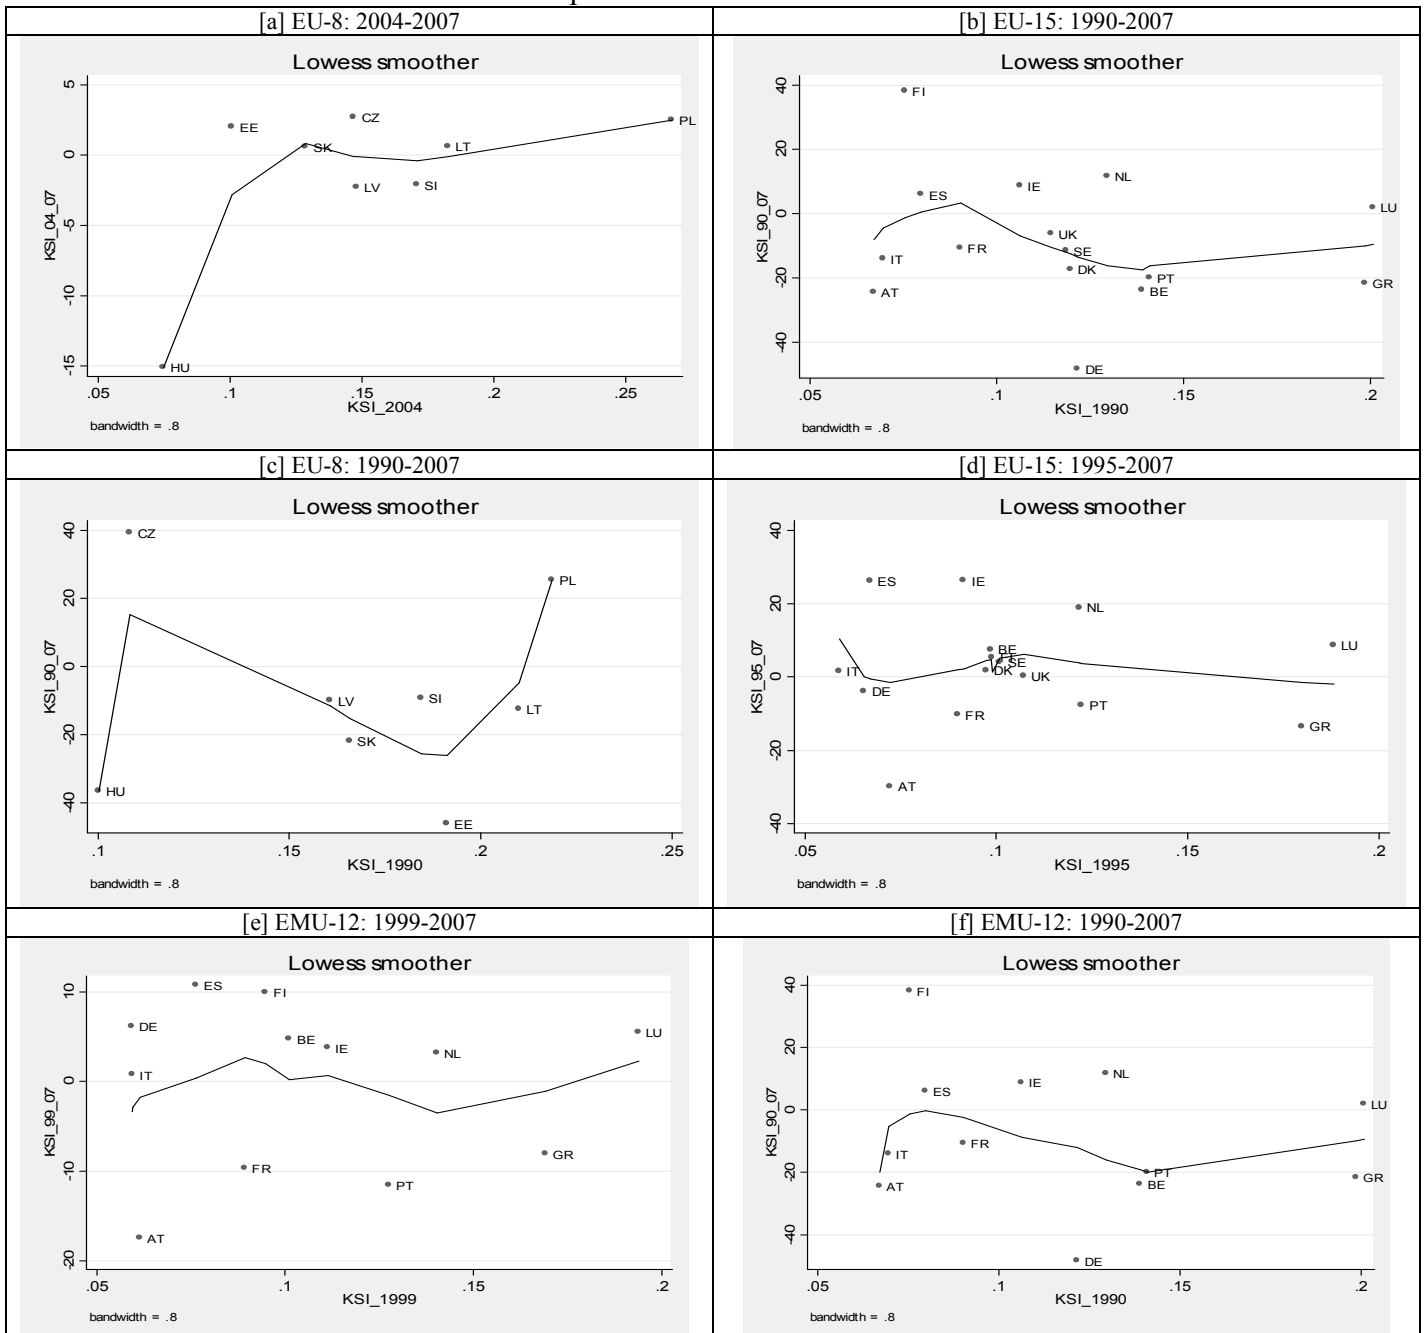 [a] EU-8: 2004-2007
Lowess smoother
KSI_04_07
5
0
-5
-10
-15
EE
CZ
PL
SK
LT
LV
SI
HU
.05
.1
.15
.2
.25
KSI_2004
bandwidth = .8
[b] EU-15: 1990-2007
Lowess smoother
KSI_90_07
40
20
0
-20
-40
FI
NL
IE
ES
LU
UK
FR
SE
IT
DK
PT
GR
AT
BE
DE
.05
.1
.15
.2
KSI_1990
bandwidth = .8
[c] EU-8: 1990-2007
Lowess smoother
KSI_90_07
40
20
0
-20
-40
CZ
PL
LV
SI
LT
SK
HU
EE
.1
.15
.2
.25
KSI_1990
bandwidth = .8
[d] EU-15: 1995-2007
Lowess smoother
KSI_95_07
40
20
0
-20
-40
ES
IE
NL
LU
BE
SE
IT
DK
UK
DE
PT
FR
GR
AT
.05
.1
.15
.2
KSI_1995
bandwidth = .8
[e] EMU-12: 1999-2007
Lowess smoother
KSI_99_07
10
0
-10
-20
ES
FI
DE
LU
BE
IE
NL
IT
GR
FR
PT
AT
.05
.1
.15
.2
KSI_1999
bandwidth = .8
[f] EMU-12: 1990-2007
Lowess smoother
KSI_90_07
40
20
0
-20
-40
FI
NL
IE
ES
LU
FR
IT
PT
GR
AT
BE
DE
.05
.1
.15
.2
KSI_1990
bandwidth = .8